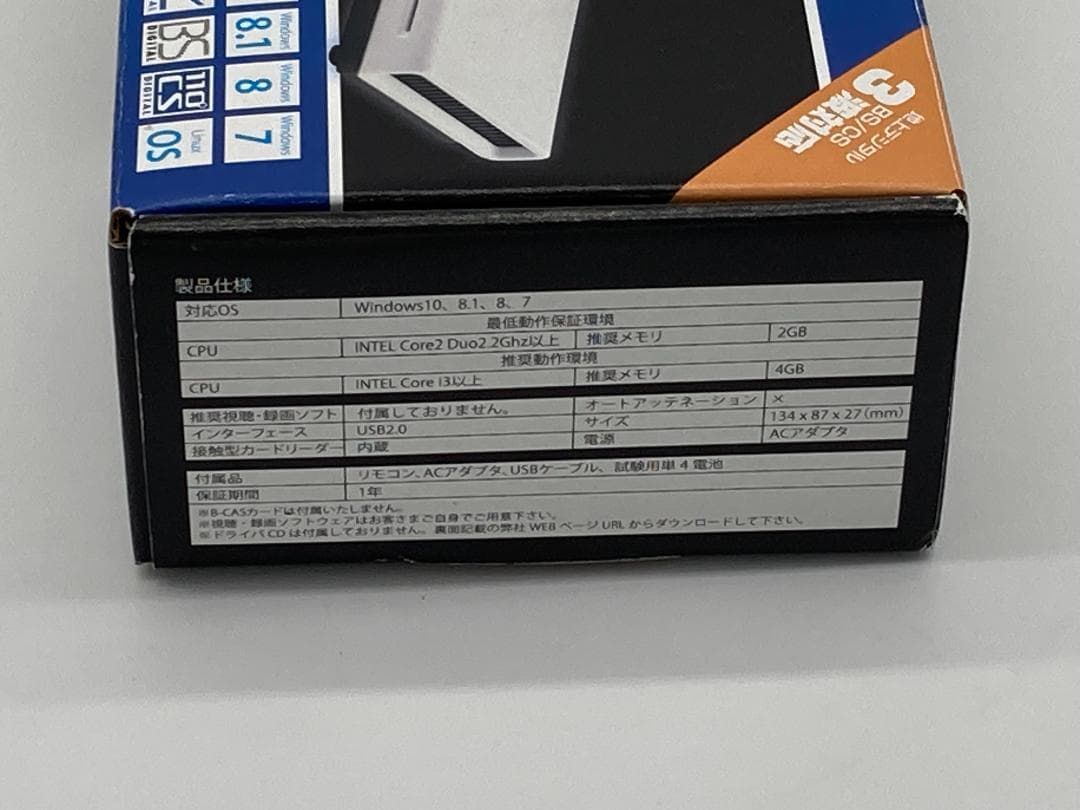 Windows
8.1
Windows
8
Windows
7
BS
DIGITAL
110°
CS
DIGITAL
Linux
OS
地上デジタル
BS/CS
3波対応
製品仕様
対応OS Windows10、8.1、8、7
最低動作保証環境
CPU INTEL Core2 Duo2.2Ghz以上 推奨メモリ 2GB
推奨動作環境
CPU INTEL Core I3以上 推奨メモリ 4GB
推奨視聴・録画ソフト 付属しておりません。 オートアッテネーション ×
インターフェース USB2.0 サイズ 134 x 87 x 27(mm)
接触型カードリーダー 内蔵 電源 ACアダプタ
付属品 リモコン、ACアダプタ、USBケーブル、試験用単4電池
保証期間 1年
※B-CASカードは付属いたしません。
※視聴・録画ソフトウェアはお客さまご自身でご用意下さい。
※ドライバCDは付属しておりません。裏面記載の弊社 WEB ページ URL からダウンロードして下さい。